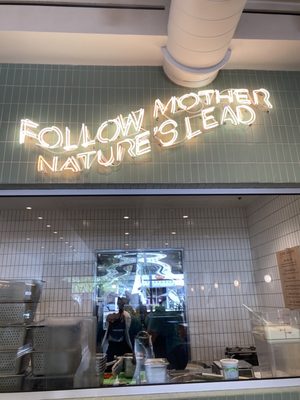 FOLLOW MOTHER
NATURE'S LEAD